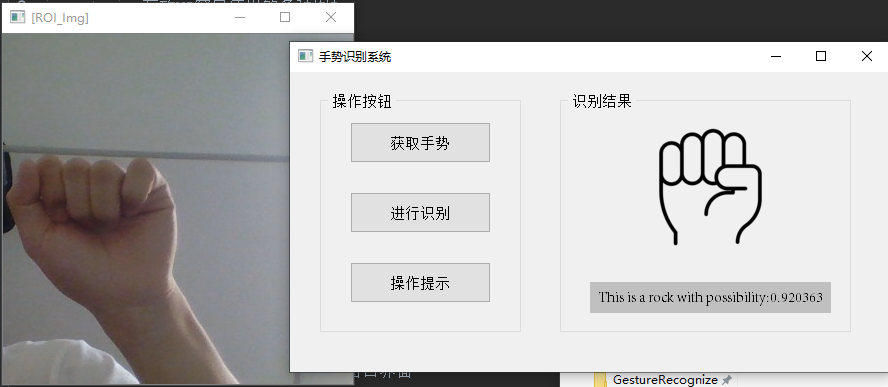 [ROI_Img]
手势识别系统
操作按钮
获取手势
进行识别
操作提示
识别结果
This is a rock with possibility:0.920363
GestureRecognize